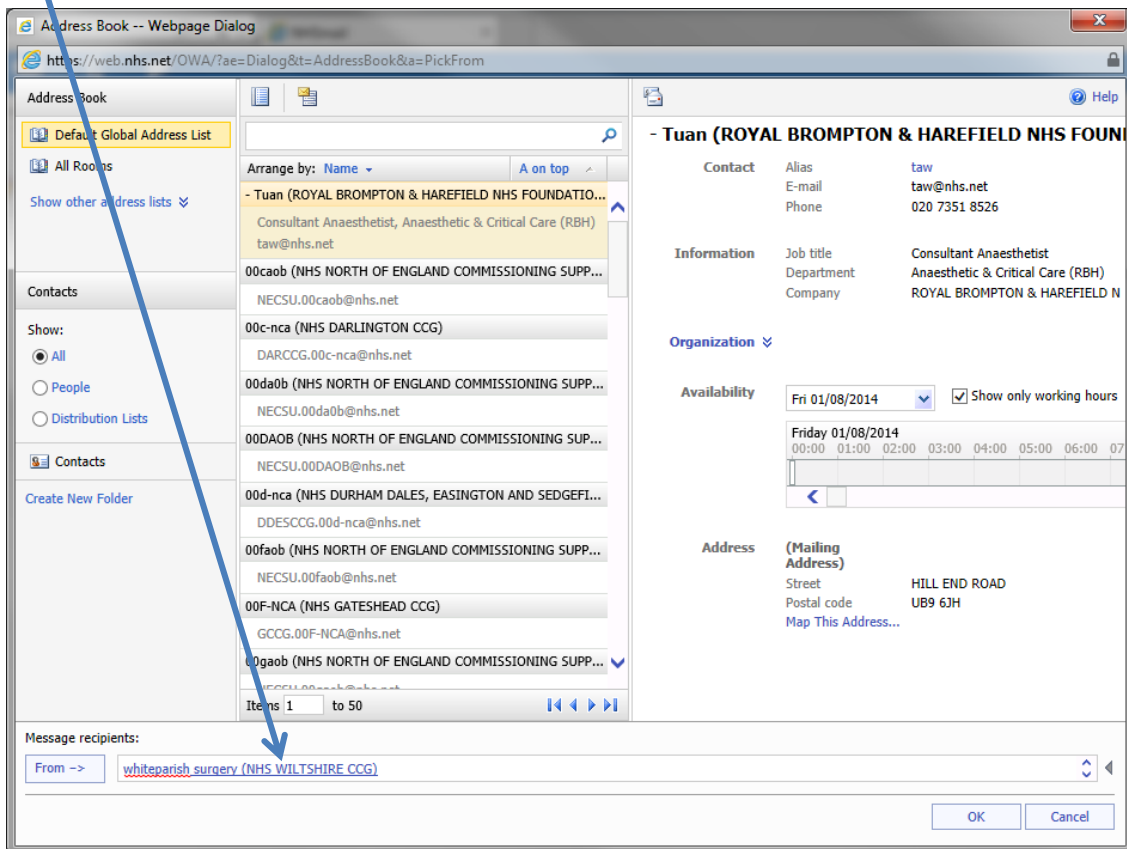 Address Book -- Webpage Dialog
https://web.nhs.net/OWA/?ae=Dialog&t=AddressBook&a=PickFrom
Address Book
Default Global Address List
All Rooms
Show other address lists
Contacts
Show:
All
People
Distribution Lists
Contacts
Create New Folder
Arrange by: Name
A on top
- Tuan (ROYAL BROMPTON & HAREFIELD NHS FOUNDATIO...
Consultant Anaesthetist, Anaesthetic & Critical Care (RBH)
taw@nhs.net
00caob (NHS NORTH OF ENGLAND COMMISSIONING SUPP...
NECSU.00caob@nhs.net
00c-nca (NHS DARLINGTON CCG)
DARCCG.00c-nca@nhs.net
00da0b (NHS NORTH OF ENGLAND COMMISSIONING SUPP...
NECSU.00da0b@nhs.net
00DAOB (NHS NORTH OF ENGLAND COMMISSIONING SUP...
NECSU.00DAOB@nhs.net
00d-nca (NHS DURHAM DALES, EASINGTON AND SEDGEFI...
DDESCCG.00d-nca@nhs.net
00faob (NHS NORTH OF ENGLAND COMMISSIONING SUPP...
NECSU.00faob@nhs.net
00F-NCA (NHS GATESHEAD CCG)
GCCG.00F-NCA@nhs.net
00gaob (NHS NORTH OF ENGLAND COMMISSIONING SUPP...
Items 1 to 50
Help
- Tuan (ROYAL BROMPTON & HAREFIELD NHS FOUN
Contact Alias taw
E-mail taw@nhs.net
Phone 020 7351 8526
Information Job title Consultant Anaesthetist
Department Anaesthetic & Critical Care (RBH)
Company ROYAL BROMPTON & HAREFIELD N
Organization
Availability Fri 01/08/2014 Show only working hours
Friday 01/08/2014
00:00 01:00 02:00 03:00 04:00 05:00 06:00 07
Address (Mailing
Address)
Street HILL END ROAD
Postal code UB9 6JH
Map This Address...
Message recipients:
From -> whiteparish surgery (NHS WILTSHIRE CCG)
OK Cancel